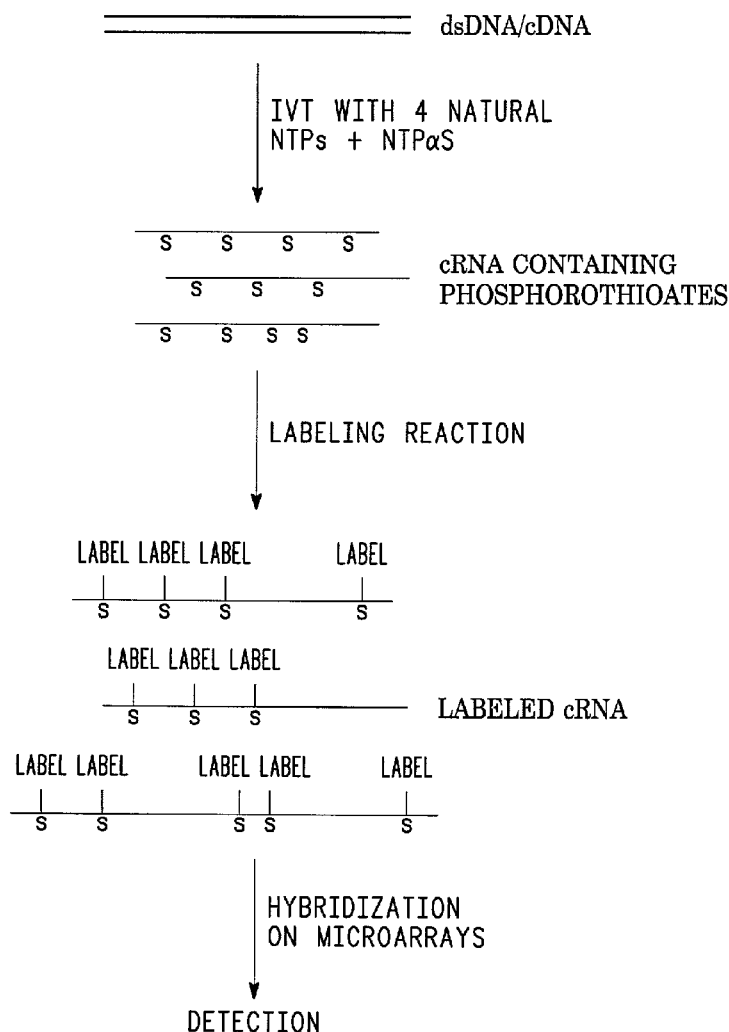 dsDNA/cDNA
IVT WITH 4 NATURAL
NTPs + NTPαS
S S S S
cRNA CONTAINING
PHOSPHOROTHIOATES
S S S
S S S S
LABELING REACTION
LABEL LABEL LABEL LABEL
S S S S
LABEL LABEL LABEL
S S S
LABELED cRNA
LABEL LABEL LABEL LABEL LABEL
S S S S S
HYBRIDIZATION
ON MICROARRAYS
DETECTION